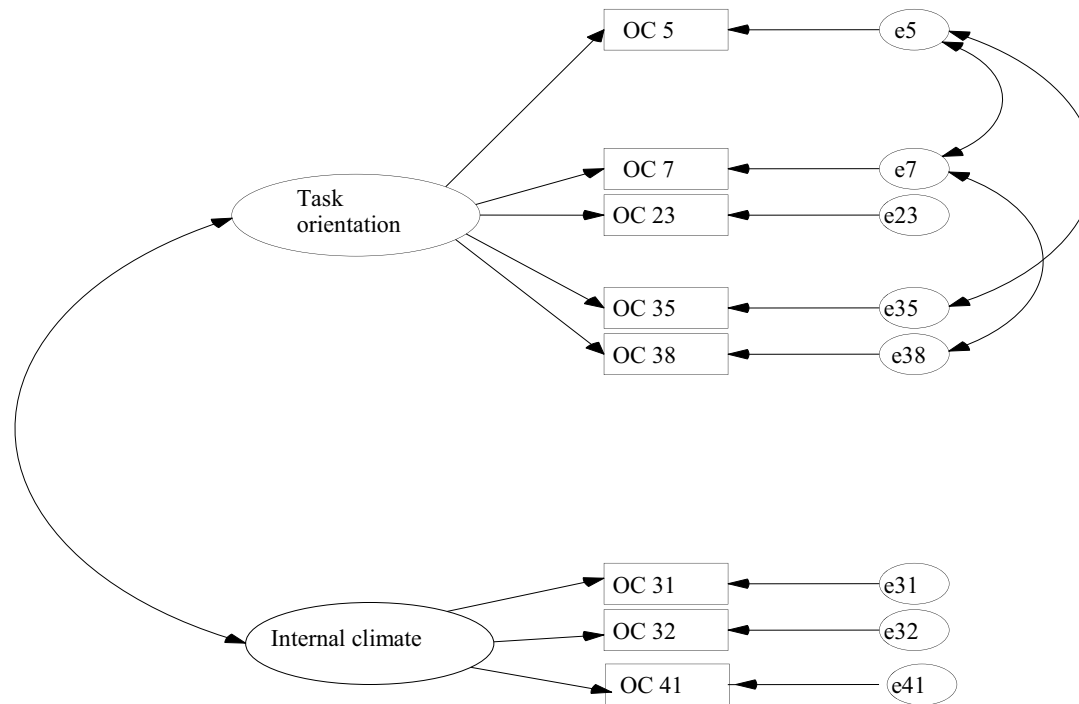 OC 5
e5
OC 7
e7
Task
orientation
OC 23
e23
OC 35
e35
OC 38
e38
OC 31
e31
OC 32
e32
Internal climate
OC 41
e41